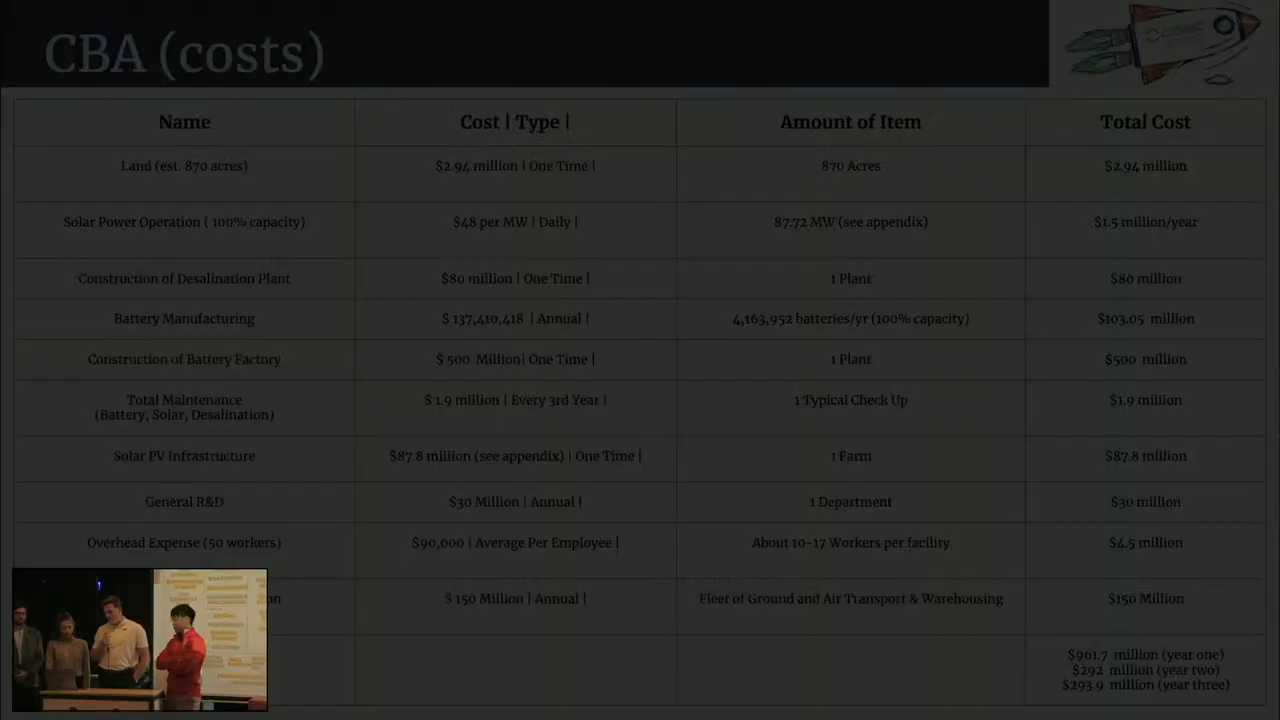 CBA (costs)
Name Cost | Type | Amount of Item Total Cost
Land (est. 870 acres) $2.94 million | One Time | 870 Acres $2.94 million
Solar Power Operation ( 100% capacity) $48 per MW | Daily | 87.72 MW (see appendix) $1.5 million/year
Construction of Desalination Plant $80 million | One Time | 1 Plant $80 million
Battery Manufacturing $ 137,410,418 | Annual | 4,163,952 batteries/yr (100% capacity) $103.05 million
Construction of Battery Factory $ 500 Million| One Time | 1 Plant $500 million
Total Maintenance $ 1.9 million | Every 3rd Year | 1 Typical Check Up $1.9 million
(Battery, Solar, Desalination)
Solar PV Infrastructure $87.8 million (see appendix) | One Time | 1 Farm $87.8 million
General R&D $30 Million | Annual | 1 Department $30 million
Overhead Expense (50 workers) $90,000 | Average Per Employee | About 10-17 Workers per facility $4.5 million
$ 150 Million | Annual | Fleet of Ground and Air Transport & Warehousing $150 Million
$961.7 million (year one)
$292 million (year two)
$293.9 million (year three)